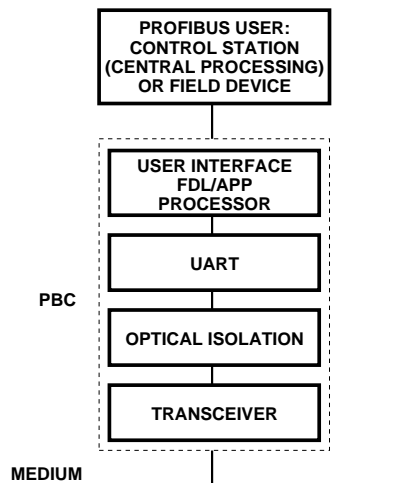 PROFIBUS USER:
CONTROL STATION
(CENTRAL PROCESSING)
OR FIELD DEVICE
USER INTERFACE
FDL/APP
PROCESSOR
UART
PBC
OPTICAL ISOLATION
TRANSCEIVER
MEDIUM